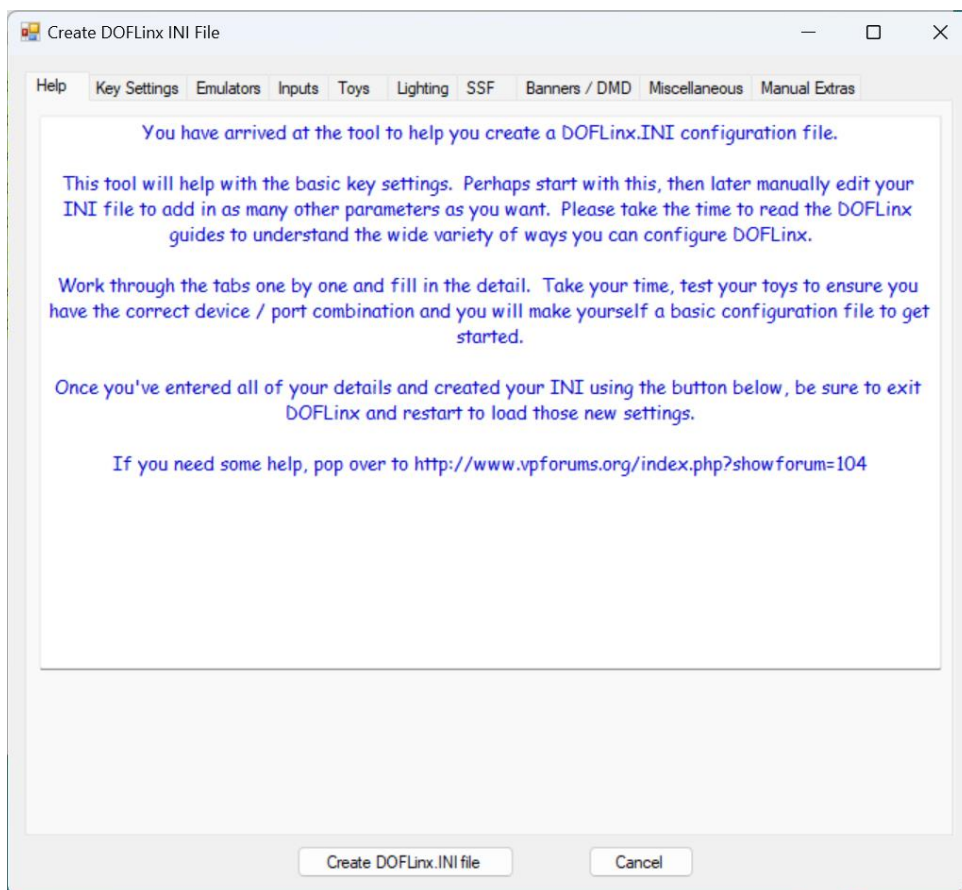 Create DOFLinx INI File
Help Key Settings Emulators Inputs Toys Lighting SSF Banners / DMD Miscellaneous Manual Extras
You have arrived at the tool to help you create a DOFLinx.INI configuration file.
This tool will help with the basic key settings. Perhaps start with this, then later manually edit your
INI file to add in as many other parameters as you want. Please take the time to read the DOFLinx
guides to understand the wide variety of ways you can configure DOFLinx.
Work through the tabs one by one and fill in the detail. Take your time, test your toys to ensure you
have the correct device / port combination and you will make yourself a basic configuration file to get
started.
Once you've entered all of your details and created your INI using the button below, be sure to exit
DOFLinx and restart to load those new settings.
If you need some help, pop over to http://www.vpforums.org/index.php?showforum=104
Create DOFLinx.INI file Cancel